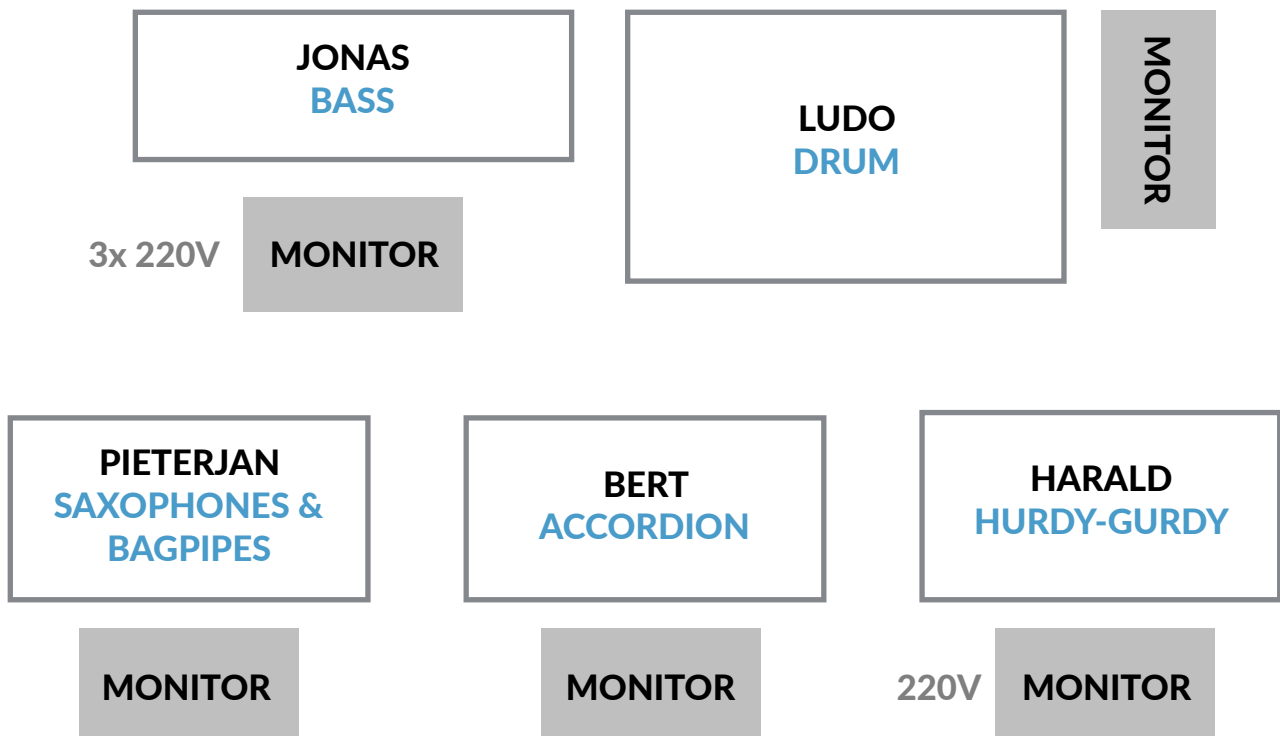 JONAS
BASS
LUDO
DRUM
MONITOR
3x 220V
MONITOR
PIETERJAN
SAXOPHONES &
BAGPIPES
BERT
ACCORDION
HARALD
HURDY-GURDY
MONITOR
MONITOR
220V
MONITOR